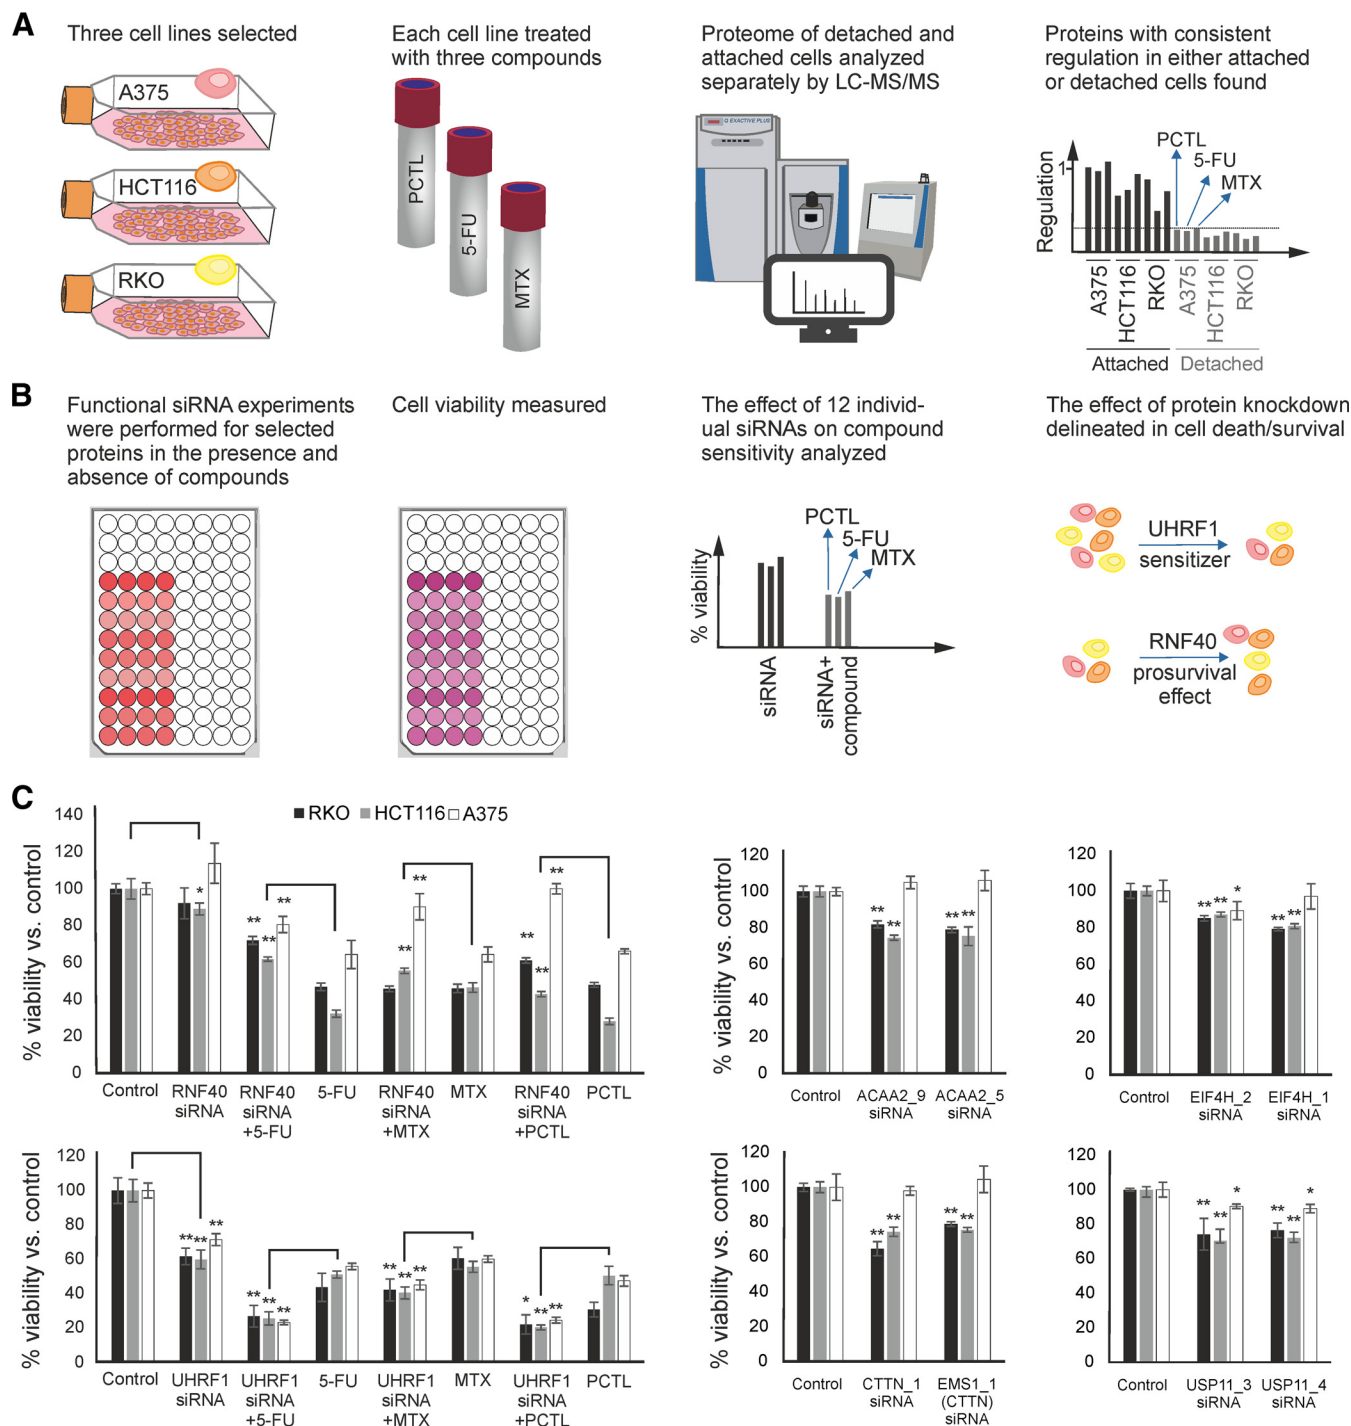 A
Three cell lines selected
A375
HCT116
RKO
Each cell line treated
with three compounds
PCTL
5-FU
MTX
Proteome of detached and
attached cells analyzed
separately by LC-MS/MS
Q EXACTIVE PLUS
Proteins with consistent
regulation in either attached
or detached cells found
PCTL
5-FU
MTX
1
Regulation
A375
HCT116
RKO
A375
HCT116
RKO
Attached
Detached
B
Functional siRNA experiments
were performed for selected
proteins in the presence and
absence of compounds
Cell viability measured
The effect of 12 individ-
ual siRNAs on compound
sensitivity analyzed
PCTL
5-FU
MTX
% viability
siRNA
siRNA+
compound
The effect of protein knockdown
delineated in cell death/survival
UHRF1
sensitizer
RNF40
prosurvival
effect
C
RKO HCT116 A375
% viability vs. control
140
120
100
80
60
40
20
0
* ** ** ** ** ** ** ** **
Control
RNF40
siRNA
RNF40
siRNA
+5-FU
5-FU
RNF40
siRNA
+MTX
MTX
RNF40
siRNA
+PCTL
PCTL
% viability vs. control
120
100
80
60
40
20
0
** ** ** **
Control
ACAA2_9
siRNA
ACAA2_5
siRNA
120
100
80
60
40
20
0
** ** * ** **
Control
EIF4H_2
siRNA
EIF4H_1
siRNA
% viability vs. control
120
100
80
60
40
20
0
** ** ** ** ** ** ** ** ** * ** **
Control
UHRF1
siRNA
UHRF1
siRNA
+5-FU
5-FU
UHRF1
siRNA
+MTX
MTX
UHRF1
siRNA
+PCTL
PCTL
% viability vs. control
120
100
80
60
40
20
0
** ** ** **
Control
CTTN_1
siRNA
EMS1_1
(CTTN)
siRNA
120
100
80
60
40
20
0
** ** * ** ** *
Control
USP11_3
siRNA
USP11_4
siRNA